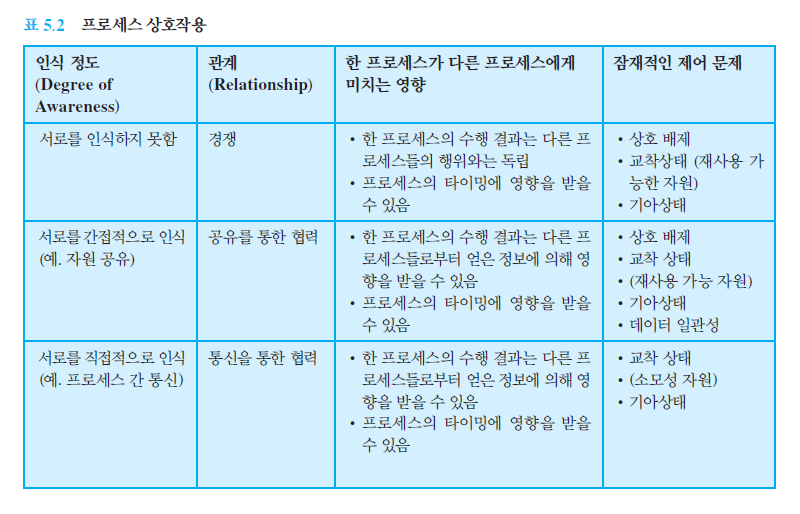 표 5.2 프로세스 상호작용
인식 정도
(Degree of
Awareness)
관계
(Relationship)
한 프로세스가 다른 프로세스에게
미치는 영향
잠재적인 제어 문제
서로를 인식하지 못함
경쟁
• 한 프로세스의 수행 결과는 다른 프
로세스들의 행위와는 독립
• 프로세스의 타이밍에 영향을 받을
수 있음
• 상호 배제
• 교착상태 (재사용 가
능한 자원)
• 기아상태
서로를 간접적으로 인식
(예. 자원 공유)
공유를 통한 협력
• 한 프로세스의 수행 결과는 다른 프
로세스들로부터 얻은 정보에 의해 영
향을 받을 수 있음
• 프로세스의 타이밍에 영향을 받을
수 있음
• 상호 배제
• 교착 상태
• (재사용 가능 자원)
• 기아상태
• 데이터 일관성
서로를 직접적으로 인식
(예. 프로세스 간 통신)
통신을 통한 협력
• 한 프로세스의 수행 결과는 다른 프
로세스들로부터 얻은 정보에 의해 영
향을 받을 수 있음
• 프로세스의 타이밍에 영향을 받을
수 있음
• 교착 상태
• (소모성 자원)
• 기아상태